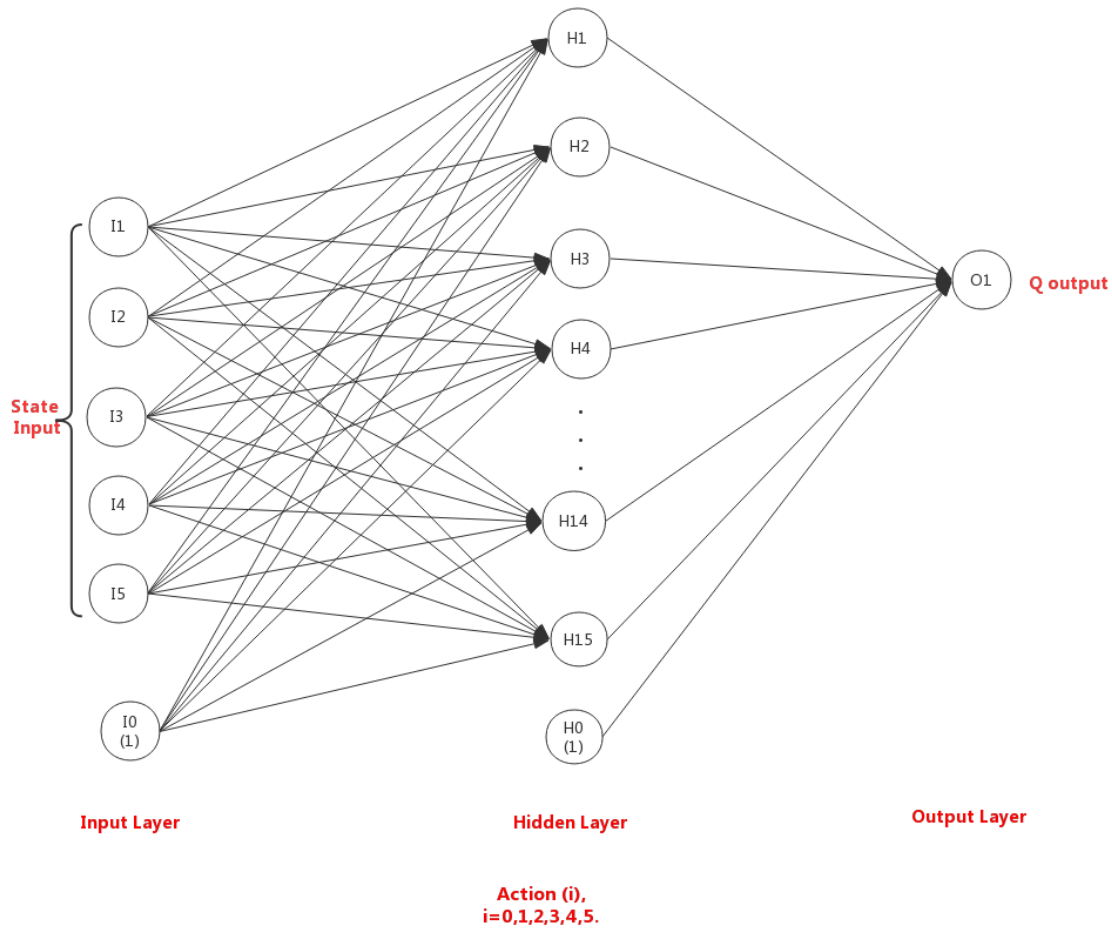 H1
H2
I1
H3
O1
Q output
I2
H4
State
Input
I3
.
.
.
I4
H14
I5
H15
I0
(1)
H0
(1)
Input Layer
Hidden Layer
Output Layer
Action (i),
i=0,1,2,3,4,5.